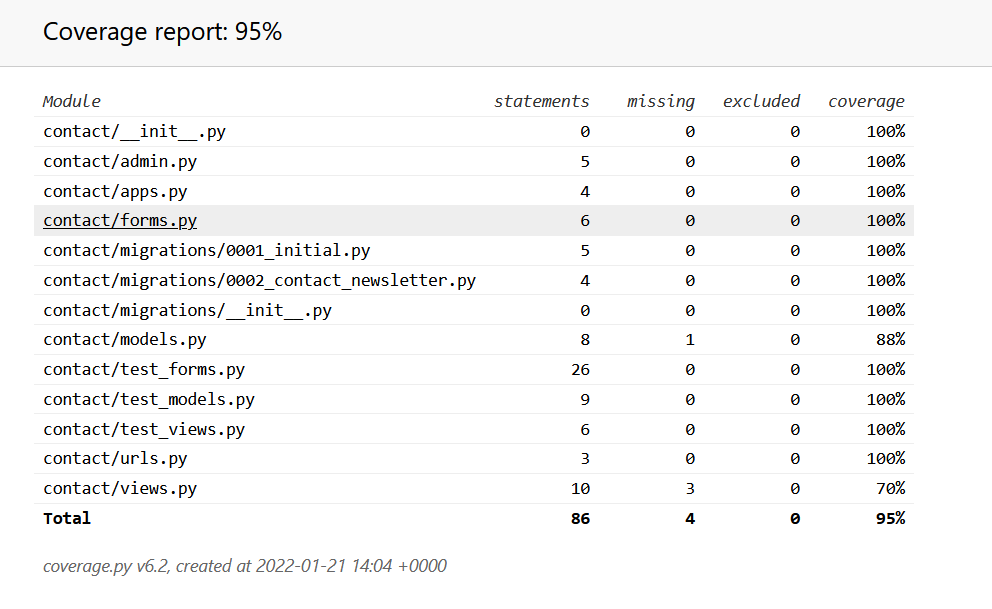 Coverage report: 95%
Module statements missing excluded coverage
contact/__init__.py 0 0 0 100%
contact/admin.py 5 0 0 100%
contact/apps.py 4 0 0 100%
contact/forms.py 6 0 0 100%
contact/migrations/0001_initial.py 5 0 0 100%
contact/migrations/0002_contact_newsletter.py 4 0 0 100%
contact/migrations/__init__.py 0 0 0 100%
contact/models.py 8 1 0 88%
contact/test_forms.py 26 0 0 100%
contact/test_models.py 9 0 0 100%
contact/test_views.py 6 0 0 100%
contact/urls.py 3 0 0 100%
contact/views.py 10 3 0 70%
Total 86 4 0 95%
coverage.py v6.2, created at 2022-01-21 14:04 +0000